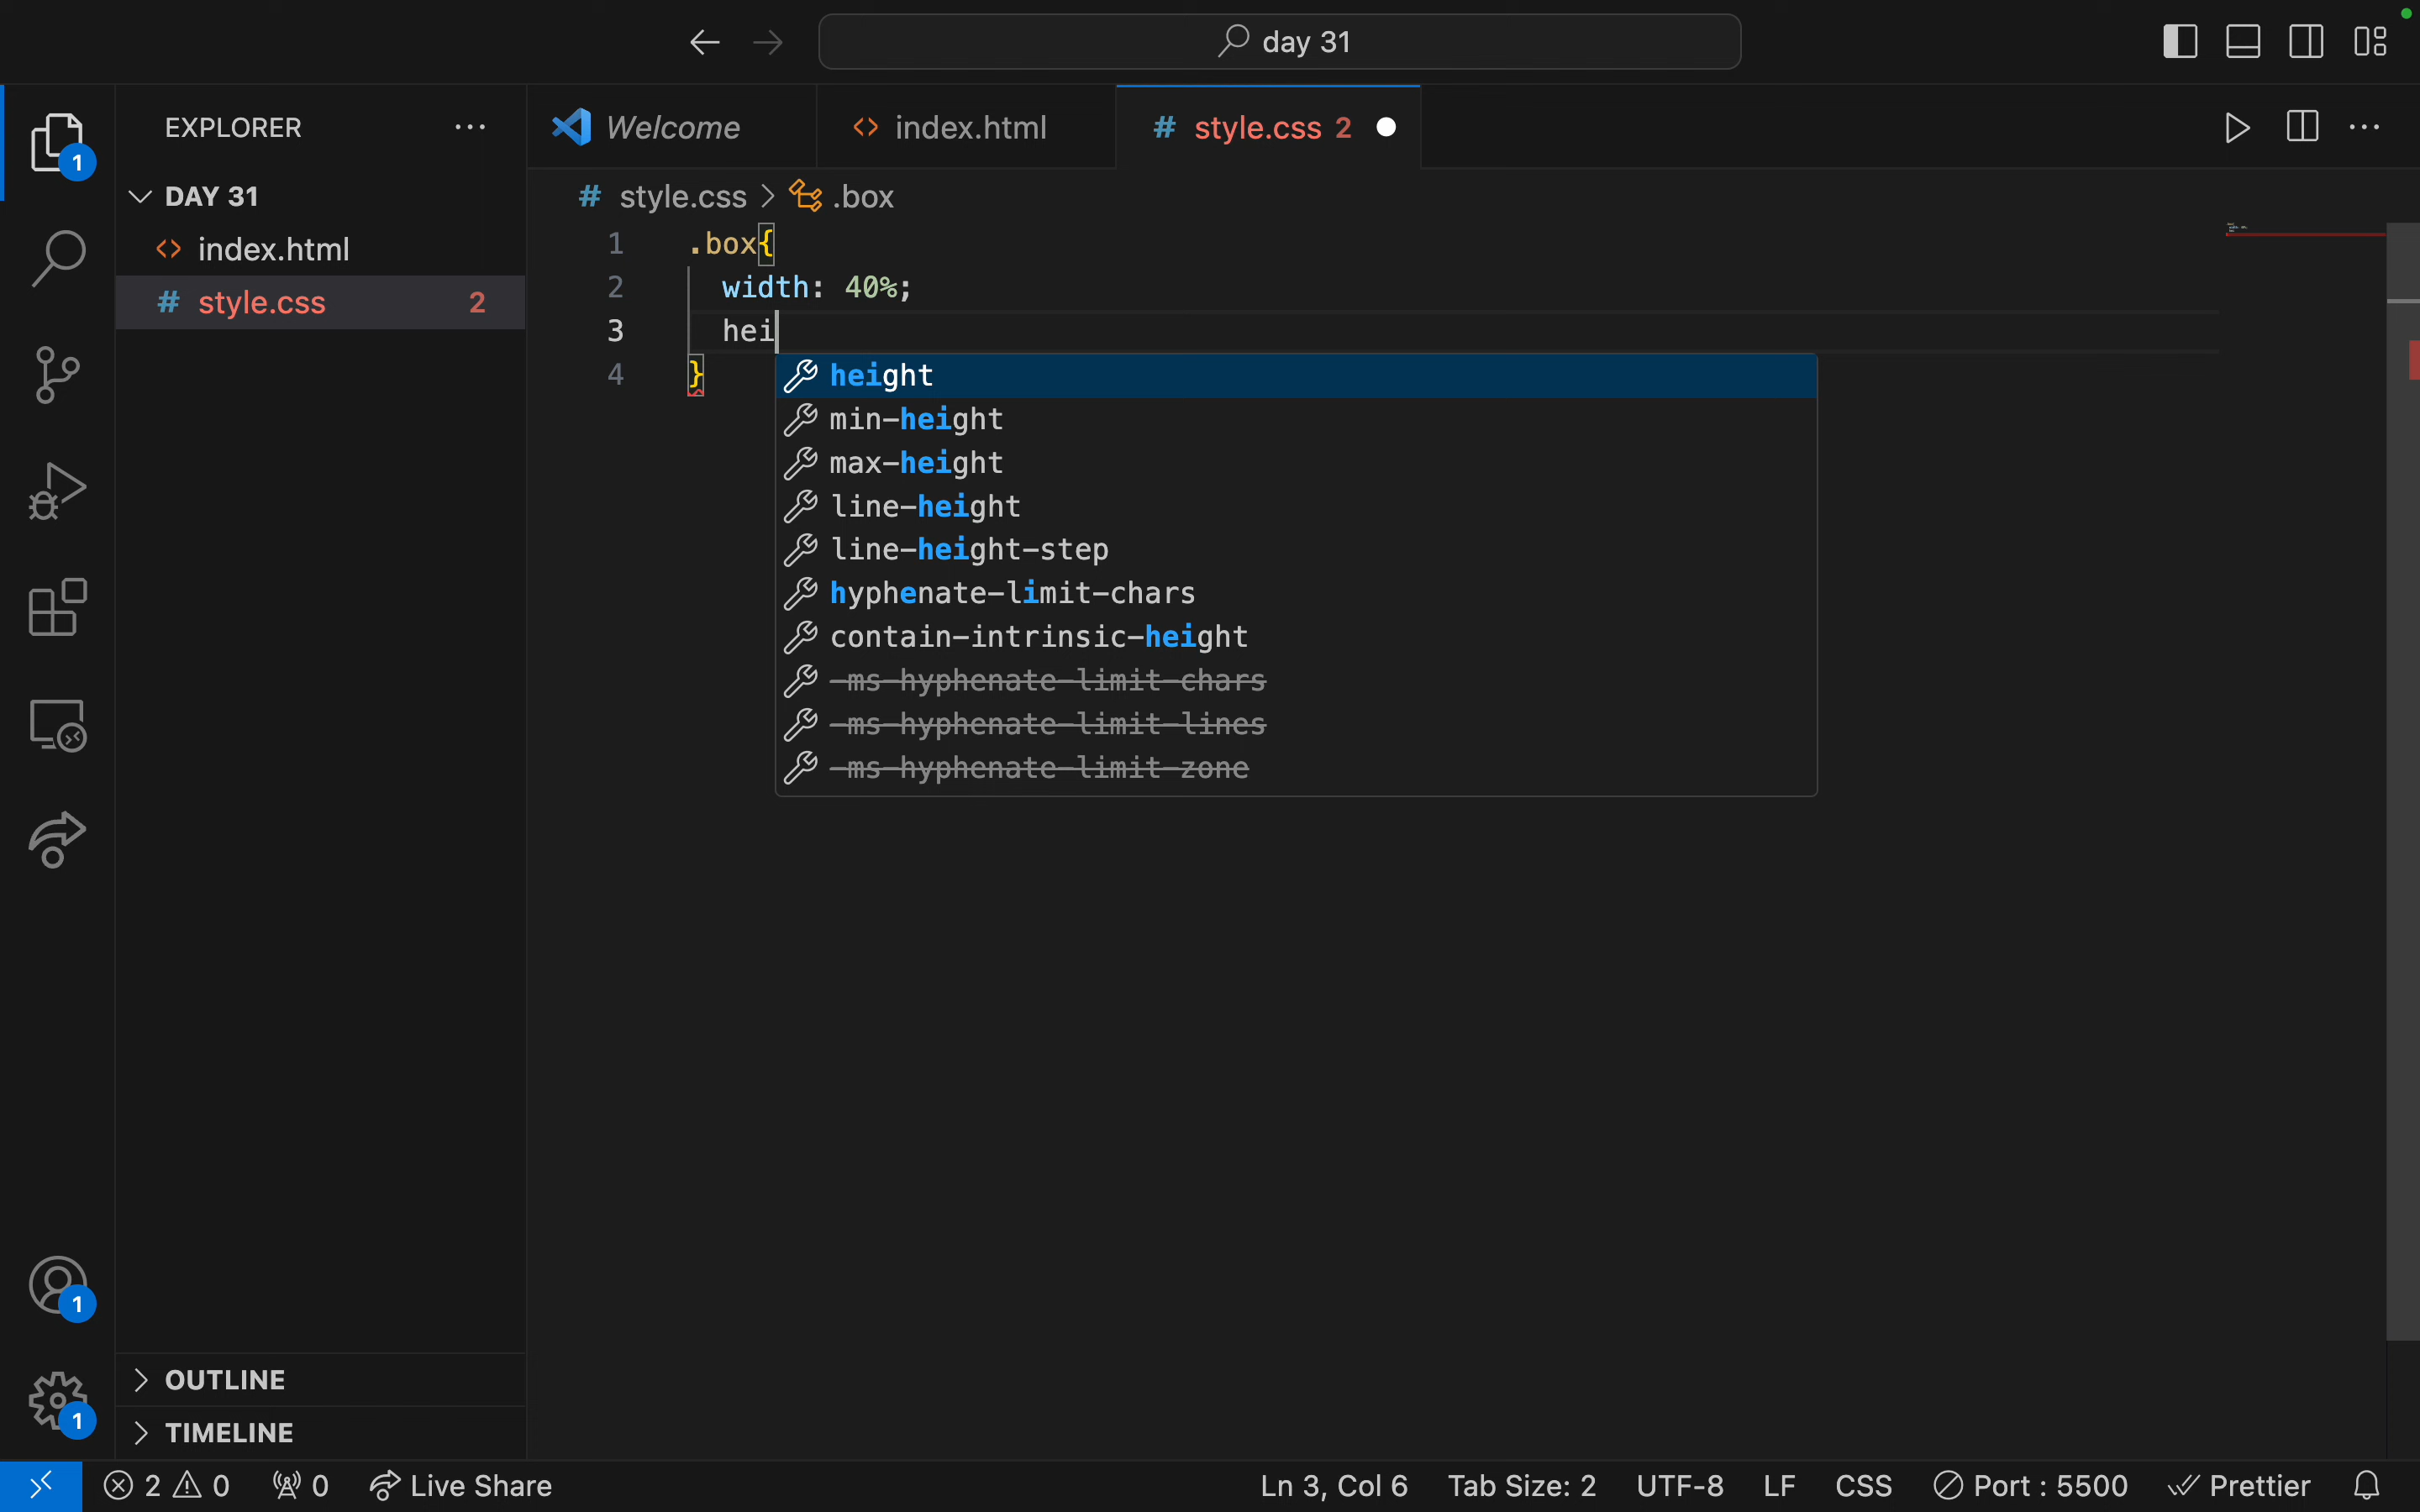 day 31
EXPLORER
Welcome
index.html
style.css 2
1
DAY 31
index.html
style.css 2
style.css > .box
1 .box{
2 width: 40%;
3 hei
4 }
height
min-height
max-height
line-height
line-height-step
hyphenate-limit-chars
contain-intrinsic-height
-ms-hyphenate-limit-chars
-ms-hyphenate-limit-lines
-ms-hyphenate-limit-zone
1
1
OUTLINE
TIMELINE
2 0 0 Live Share Ln 3, Col 6 Tab Size: 2 UTF-8 LF CSS Port : 5500 Prettier